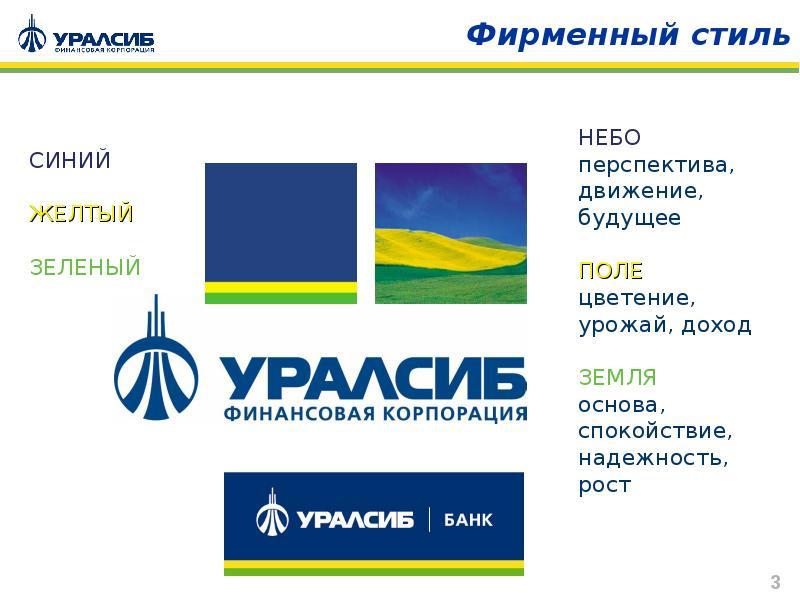 УРАЛСИБ
ФИНАНСОВАЯ КОРПОРАЦИЯ
Фирменный стиль
СИНИЙ
ЖЕЛТЫЙ
ЗЕЛЕНЫЙ
НЕБО
перспектива,
движение,
будущее
ПОЛЕ
цветение,
урожай, доход
ЗЕМЛЯ
основа,
спокойствие,
надежность,
рост
УРАЛСИБ
ФИНАНСОВАЯ КОРПОРАЦИЯ
УРАЛСИБ | БАНК
3